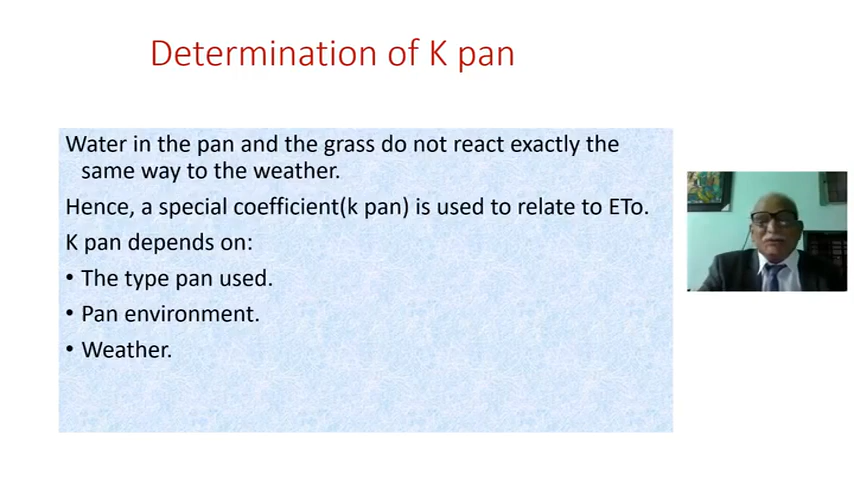 Determination of K pan
Water in the pan and the grass do not react exactly the
same way to the weather.
Hence, a special coefficient(k pan) is used to relate to ETo.
K pan depends on:
• The type pan used.
• Pan environment.
• Weather.